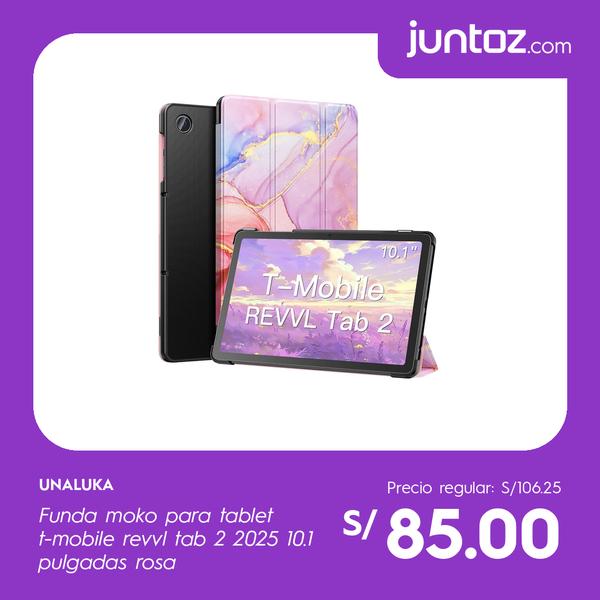 juntoz.com
10.1"
T-Mobile
REVVL Tab 2
UNALUKA
Precio regular: S/106.25
Funda moko para tablet
t-mobile revvl tab 2 2025 10.1
pulgadas rosa
S/ 85.00